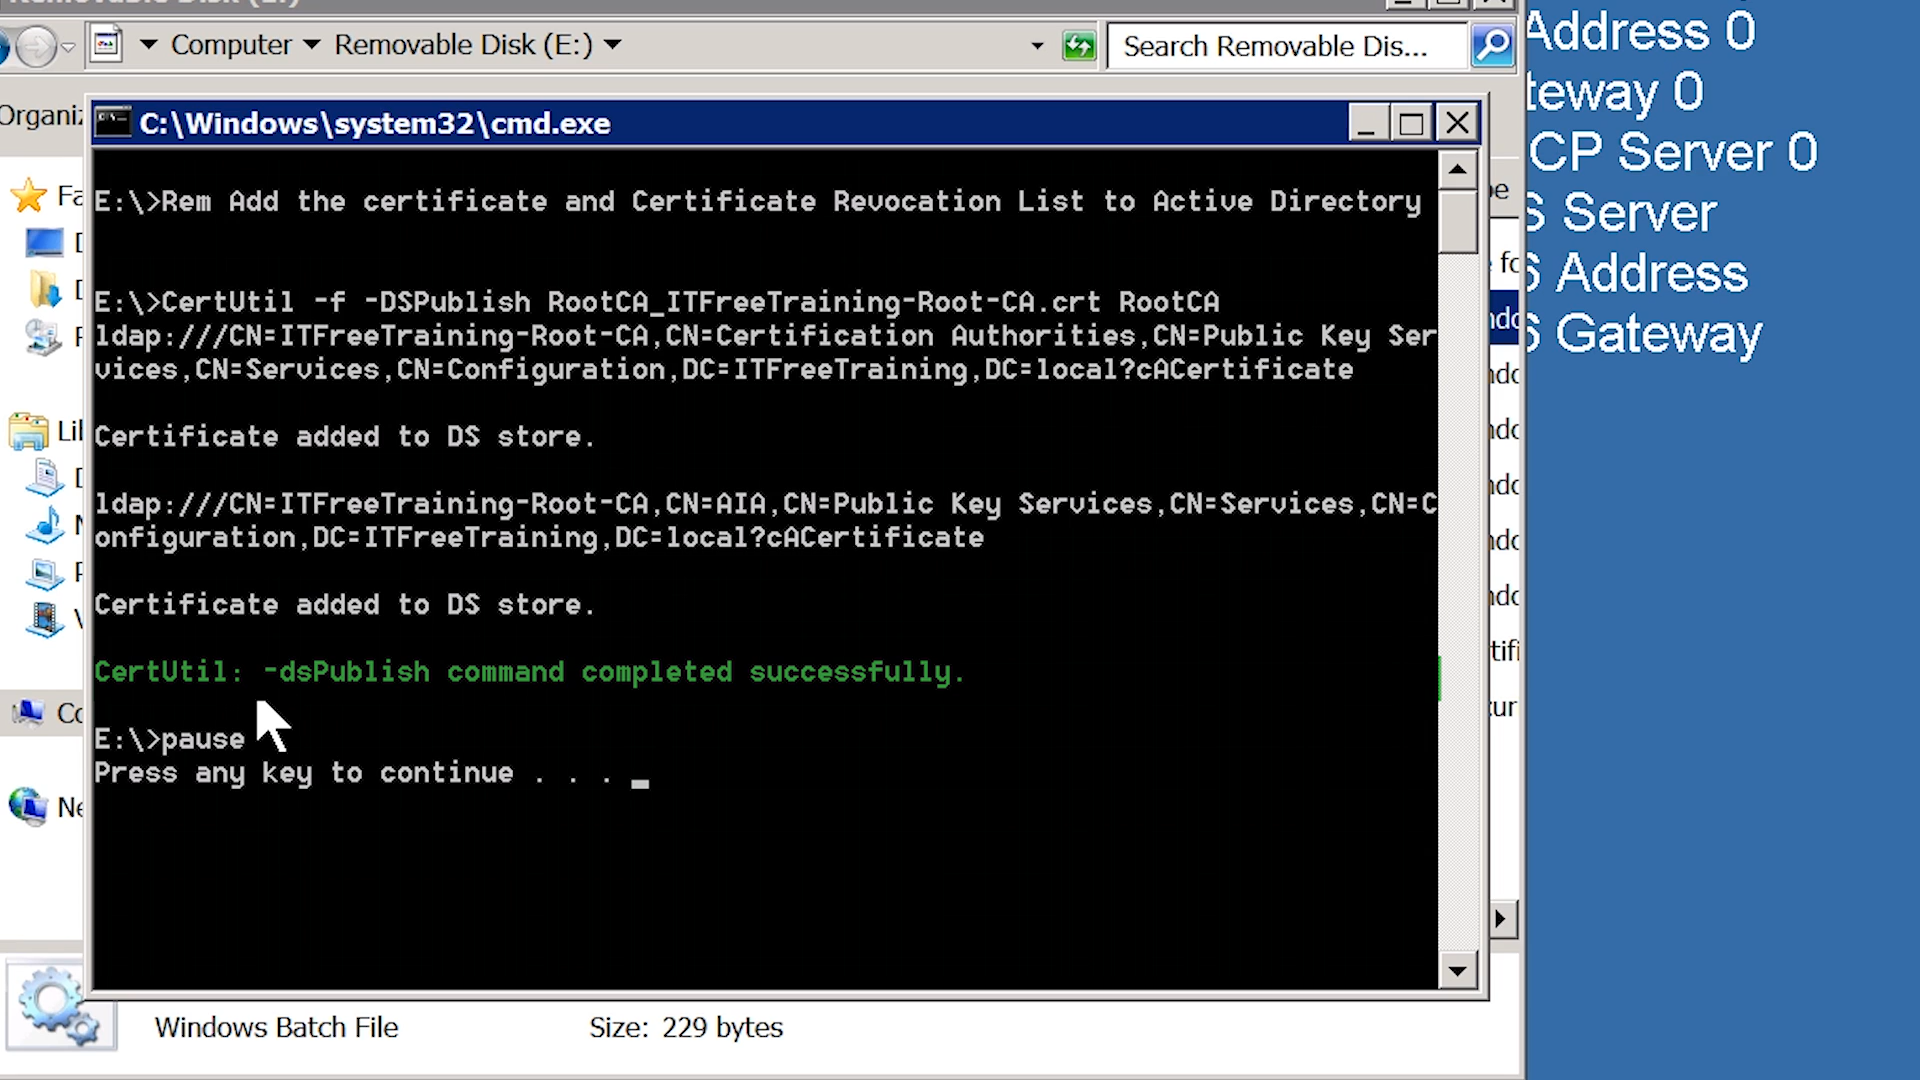 Computer
Removable Disk (E:)
Search Removable Dis...
Address 0
teway 0
CP Server 0
S Server
6 Address
6 Gateway
C:\Windows\system32\cmd.exe
E:\>Rem Add the certificate and Certificate Revocation List to Active Directory
E:\>CertUtil -f -DSPublish RootCA_ITFreeTraining-Root-CA.crt RootCA
ldap:///CN=ITFreeTraining-Root-CA,CN=Certification Authorities,CN=Public Key Ser
vices,CN=Services,CN=Configuration,DC=ITFreeTraining,DC=local?cACertificate
Certificate added to DS store.
ldap:///CN=ITFreeTraining-Root-CA,CN=AIA,CN=Public Key Services,CN=Services,CN=C
onfiguration,DC=ITFreeTraining,DC=local?cACertificate
Certificate added to DS store.
CertUtil: -dsPublish command completed successfully.
E:\>pause
Press any key to continue . . . _
Windows Batch File
Size: 229 bytes